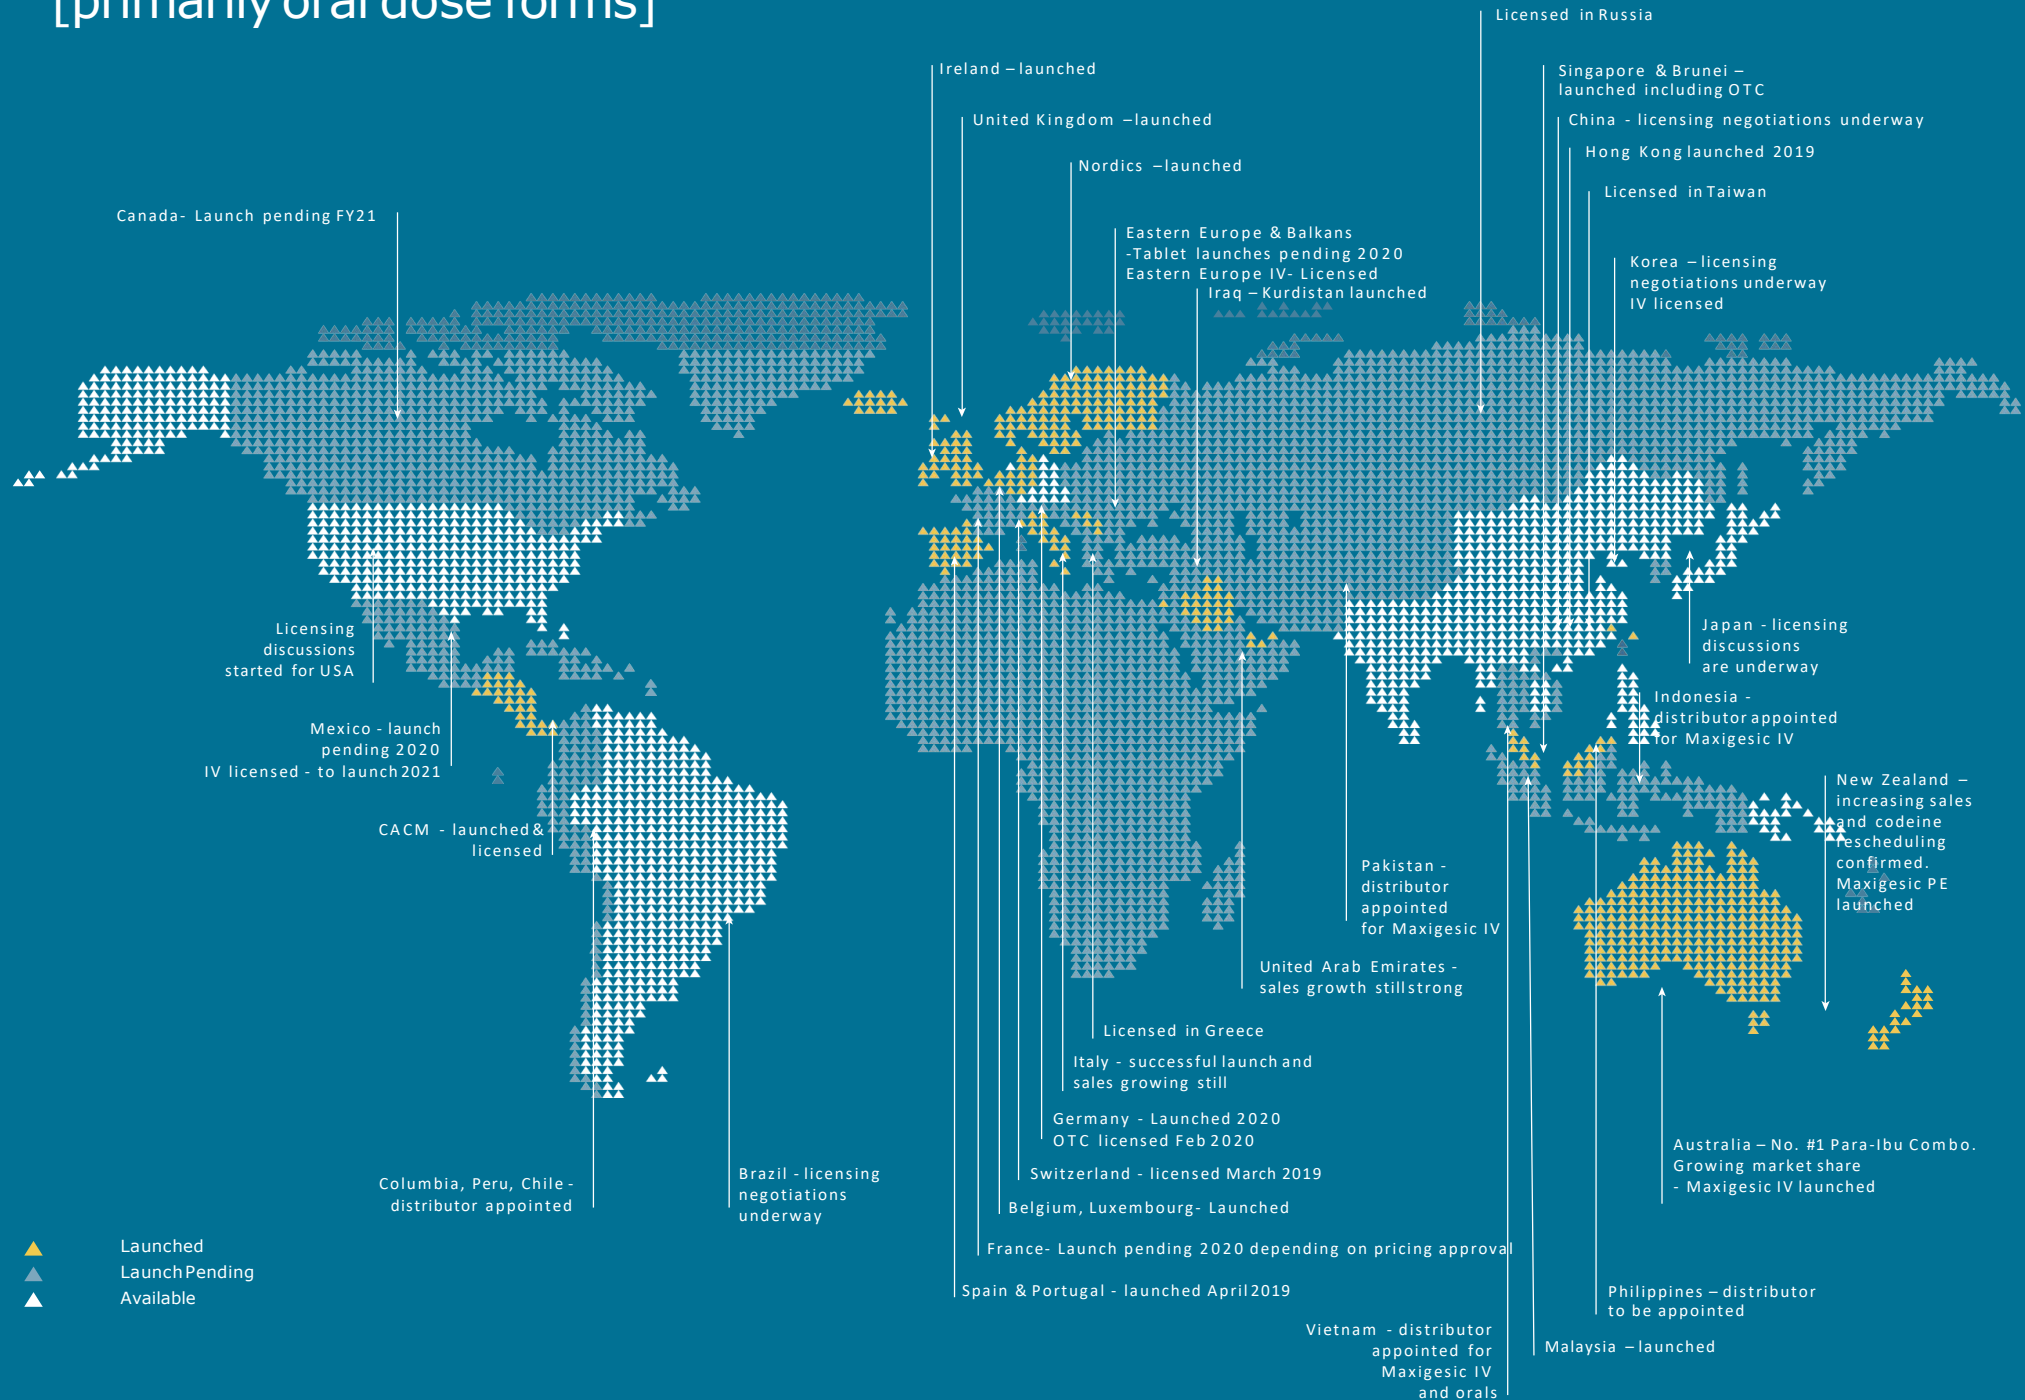 [primarily oral dose forms]
Licensed in Russia
Ireland – launched
Singapore & Brunei –
launched including OTC
United Kingdom – launched
China - licensing negotiations underway
Hong Kong launched 2019
Nordics – launched
Licensed in Taiwan
Canada- Launch pending FY21
Eastern Europe & Balkans
-Tablet launches pending 2020
Eastern Europe IV- Licensed
Iraq – Kurdistan launched
Korea – licensing
negotiations underway
IV licensed
Licensing
discussions
started for USA
Japan - licensing
discussions
are underway
Indonesia -
distributor appointed
for Maxigesic IV
Mexico - launch
pending 2020
IV licensed - to launch 2021
New Zealand –
increasing sales
and codeine
rescheduling
confirmed.
Maxigesic PE
launched
CACM - launched &
licensed
Pakistan -
distributor
appointed
for Maxigesic IV
United Arab Emirates -
sales growth still strong
Licensed in Greece
Italy - successful launch and
sales growing still
Germany - Launched 2020
OTC licensed Feb 2020
Australia – No. #1 Para-Ibu Combo.
Growing market share
- Maxigesic IV launched
Switzerland - licensed March 2019
Columbia, Peru, Chile -
distributor appointed
Brazil - licensing
negotiations
underway
Belgium, Luxembourg- Launched
France- Launch pending 2020 depending on pricing approval
Spain & Portugal - launched April 2019
Philippines – distributor
to be appointed
Vietnam - distributor
appointed for
Maxigesic IV
and orals
Malaysia – launched
Launched
Launch Pending
Available